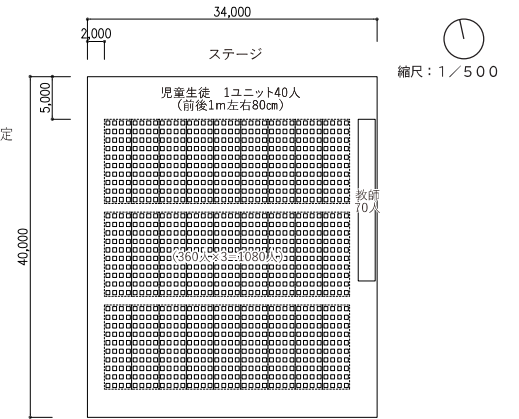 34,000
2,000
ステージ
縮尺：１／５００
5,000
児童生徒　1ユニット40人
（前後1m左右80㎝）
定
教師
70人
40,000
（360人×3=1080人）